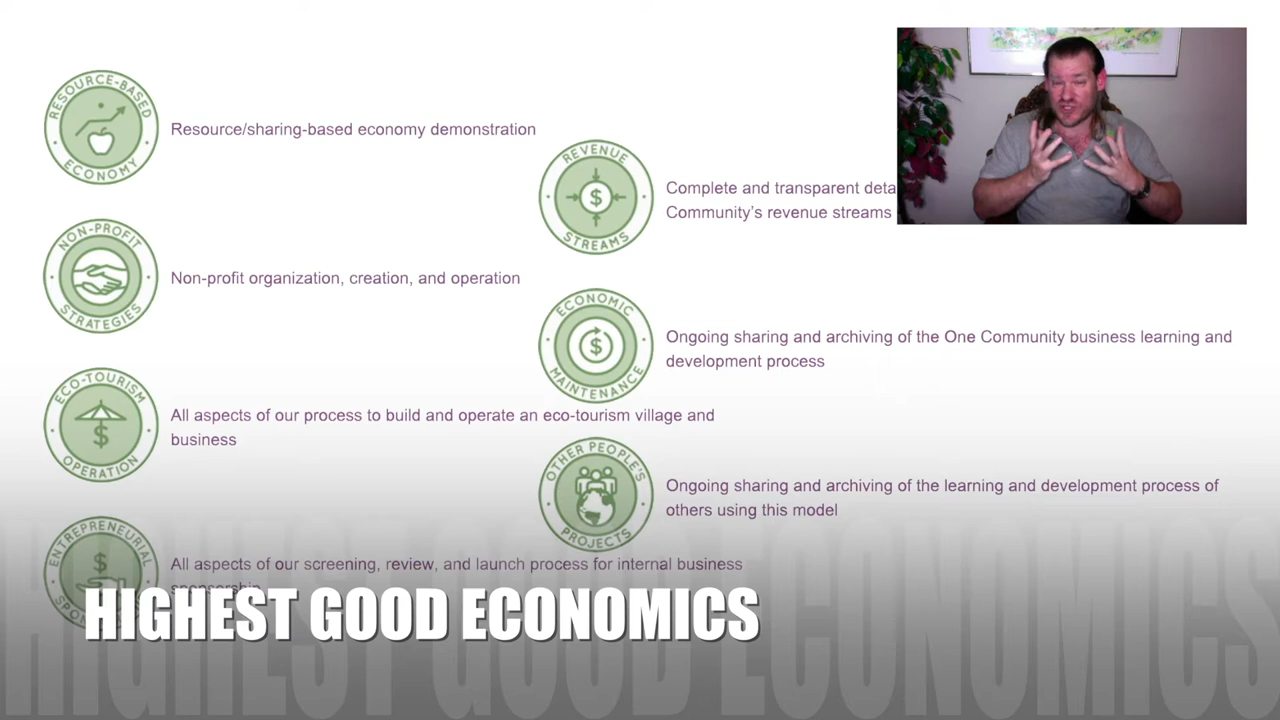 RESOURCE-BASED
ECONOMY
Resource/sharing-based economy demonstration
NON-PROFIT
STRATEGIES
Non-profit organization, creation, and operation
ECO-TOURISM
OPERATION
All aspects of our process to build and operate an eco-tourism village and
business
ENTREPRENEURIAL
All aspects of our screening, review, and launch process for internal business
sponsorship
REVENUE
STREAMS
Complete and transparent
Community's revenue streams
ECONOMIC
MAINTENANCE
Ongoing sharing and archiving of the One Community business learning and
development process
OTHER PEOPLE'S
PROJECTS
Ongoing sharing and archiving of the learning and development process of
others using this model
HIGHEST GOOD ECONOMICS
HIGHEST GOOD ECONOMICS